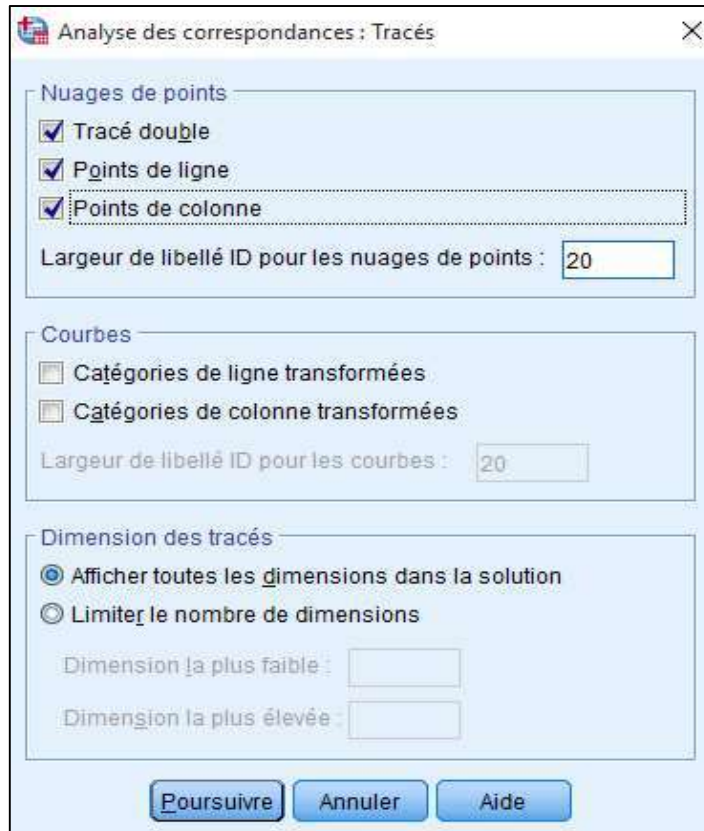 Analyse des correspondances : Tracés
Nuages de points
Tracé double
Points de ligne
Points de colonne
Largeur de libellé ID pour les nuages de points : 20
Courbes
Catégories de ligne transformées
Catégories de colonne transformées
Largeur de libellé ID pour les courbes : 20
Dimension des tracés
Afficher toutes les dimensions dans la solution
Limiter le nombre de dimensions
Dimension la plus faible :
Dimension la plus élevée :
Poursuivre Annuler Aide